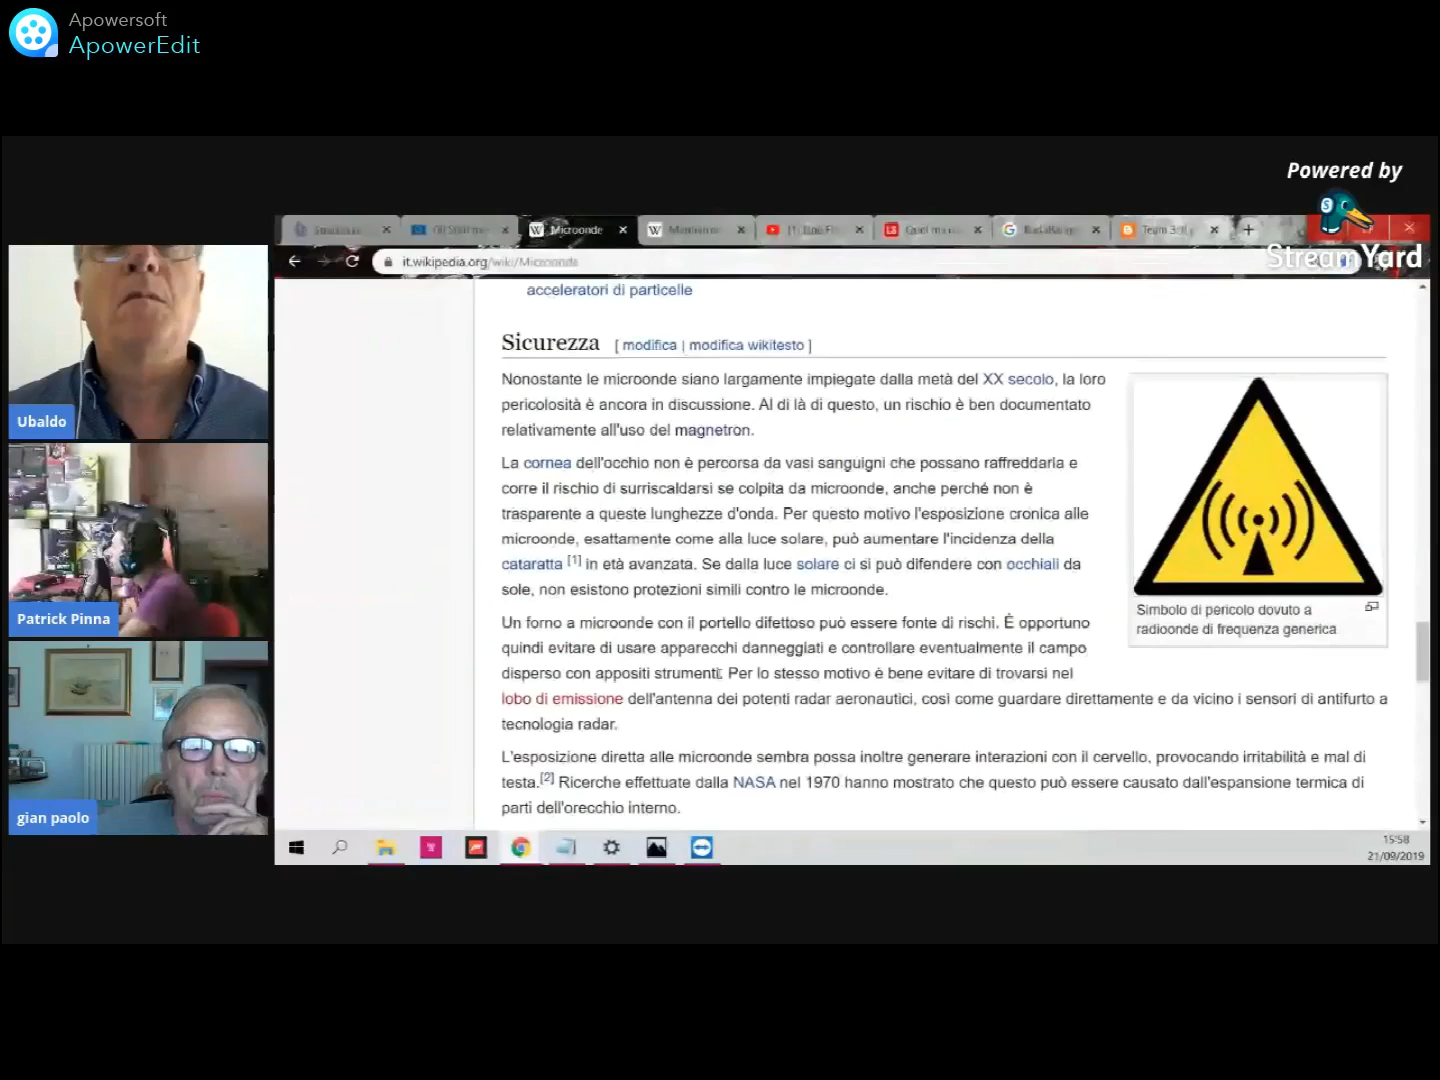 Apowersoft
ApowerEdit
Powered by
StreamYard
Microonde
it.wikipedia.org/wiki/Microonde
acceleratori di particelle
Sicurezza [ modifica | modifica wikitesto ]
Nonostante le microonde siano largamente impiegate dalla metà del XX secolo, la loro
pericolosità è ancora in discussione. Al di là di questo, un rischio è ben documentato
relativamente all'uso del magnetron.
La cornea dell'occhio non è percorsa da vasi sanguigni che possano raffreddarla e
corre il rischio di surriscaldarsi se colpita da microonde, anche perché non è
trasparente a queste lunghezze d'onda. Per questo motivo l'esposizione cronica alle
microonde, esattamente come alla luce solare, può aumentare l'incidenza della
cataratta [1] in età avanzata. Se dalla luce solare ci si può difendere con occhiali da
sole, non esistono protezioni simili contro le microonde.
Un forno a microonde con il portello difettoso può essere fonte di rischi. È opportuno
quindi evitare di usare apparecchi danneggiati e controllare eventualmente il campo
disperso con appositi strumenti. Per lo stesso motivo è bene evitare di trovarsi nel
lobo di emissione dell'antenna dei potenti radar aeronautici, così come guardare direttamente e da vicino i sensori di antifurto a
tecnologia radar.
L'esposizione diretta alle microonde sembra possa inoltre generare interazioni con il cervello, provocando irritabilità e mal di
testa.[2] Ricerche effettuate dalla NASA nel 1970 hanno mostrato che questo può essere causato dall'espansione termica di
parti dell'orecchio interno.
Simbolo di pericolo dovuto a
radioonde di frequenza generica
Ubaldo
Patrick Pinna
gian paolo
15:58
21/09/2019